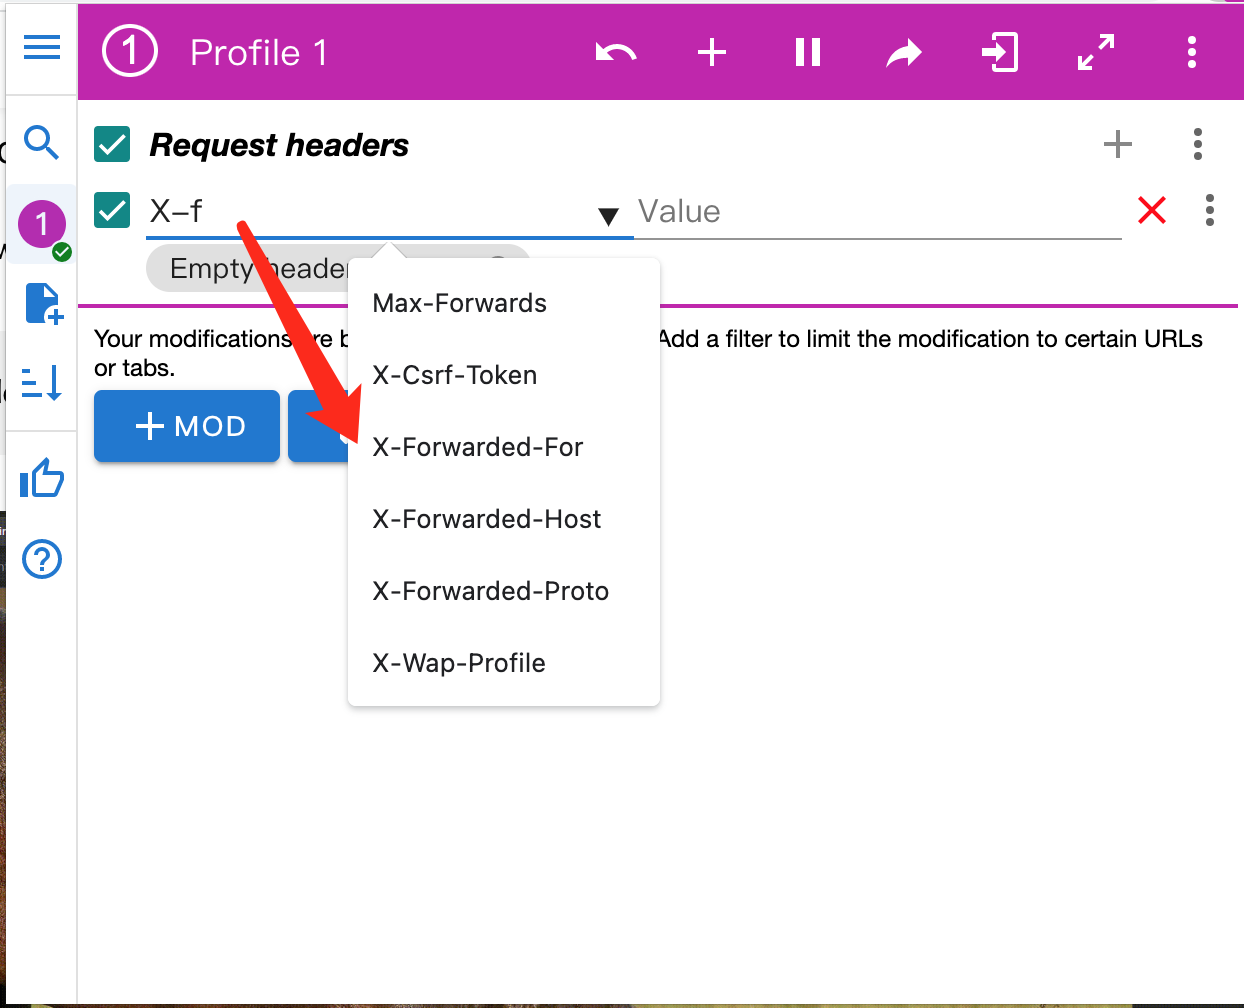 1 Profile 1
Request headers
X-f
Value
1
Empty header
Max-Forwards
Your modifications
Add a filter to limit the modification to certain URLs
or tabs.
X-Csrf-Token
MOD
X-Forwarded-For
X-Forwarded-Host
X-Forwarded-Proto
X-Wap-Profile